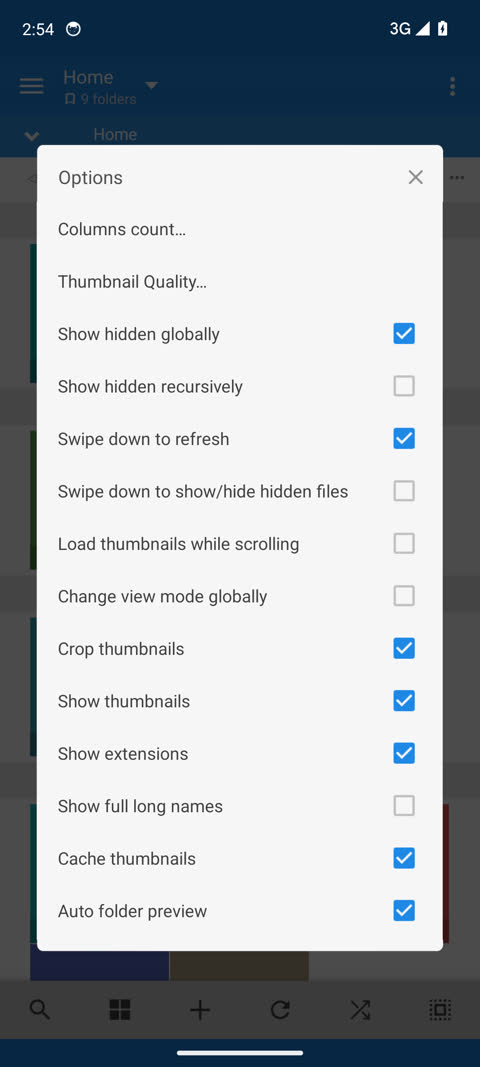 2:54
3G
Home
9 folders
Home
Options
Columns count...
Thumbnail Quality...
Show hidden globally
Show hidden recursively
Swipe down to refresh
Swipe down to show/hide hidden files
Load thumbnails while scrolling
Change view mode globally
Crop thumbnails
Show thumbnails
Show extensions
Show full long names
Cache thumbnails
Auto folder preview